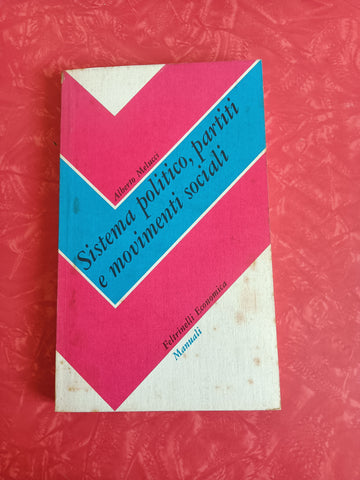 Alberto Melucci
Sistema politico, partiti
e movimenti sociali
Feltrinelli Economica
Manuali